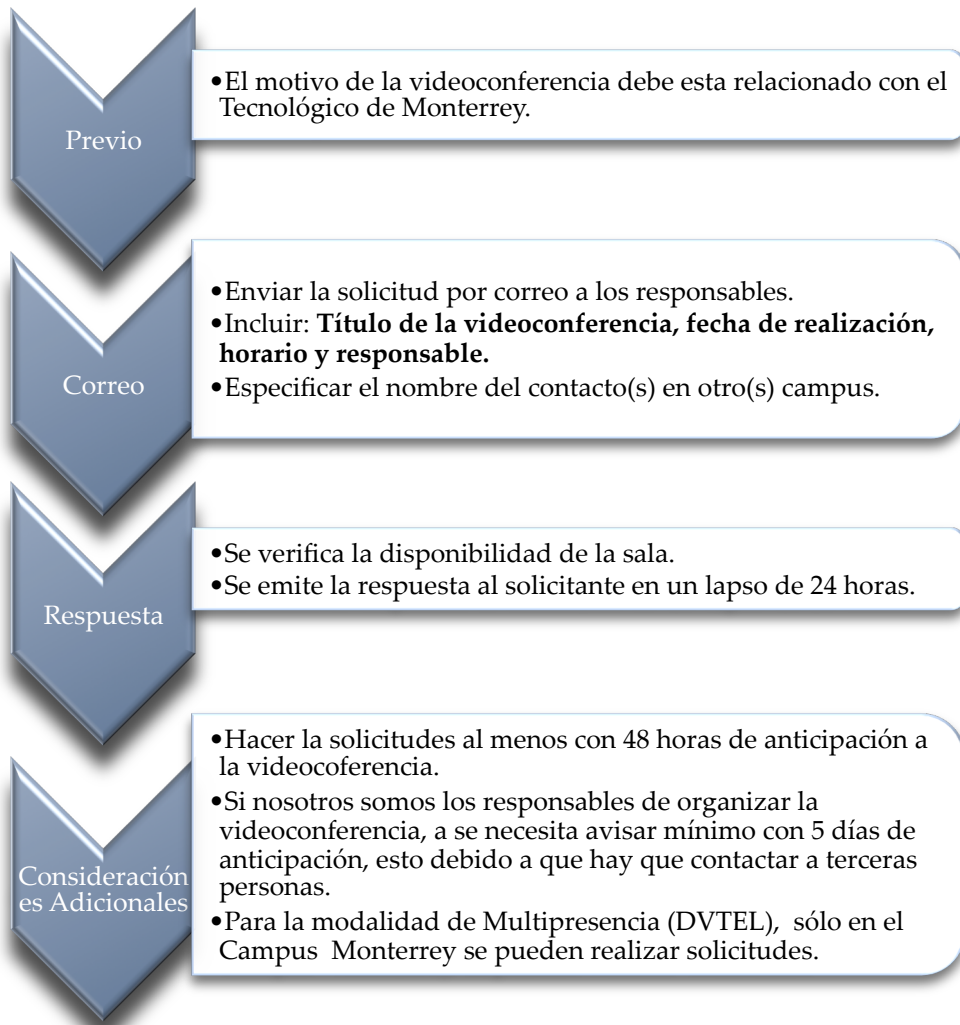 Previo
•El motivo de la videoconferencia debe esta relacionado con el
Tecnológico de Monterrey.
Correo
•Enviar la solicitud por correo a los responsables.
•Incluir: Título de la videoconferencia, fecha de realización,
horario y responsable.
•Especificar el nombre del contacto(s) en otro(s) campus.
Respuesta
•Se verifica la disponibilidad de la sala.
•Se emite la respuesta al solicitante en un lapso de 24 horas.
Consideración
es Adicionales
•Hacer la solicitudes al menos con 48 horas de anticipación a
la videocoferencia.
•Si nosotros somos los responsables de organizar la
videoconferencia, a se necesita avisar mínimo con 5 días de
anticipación, esto debido a que hay que contactar a terceras
personas.
•Para la modalidad de Multipresencia (DVTEL), sólo en el
Campus Monterrey se pueden realizar solicitudes.